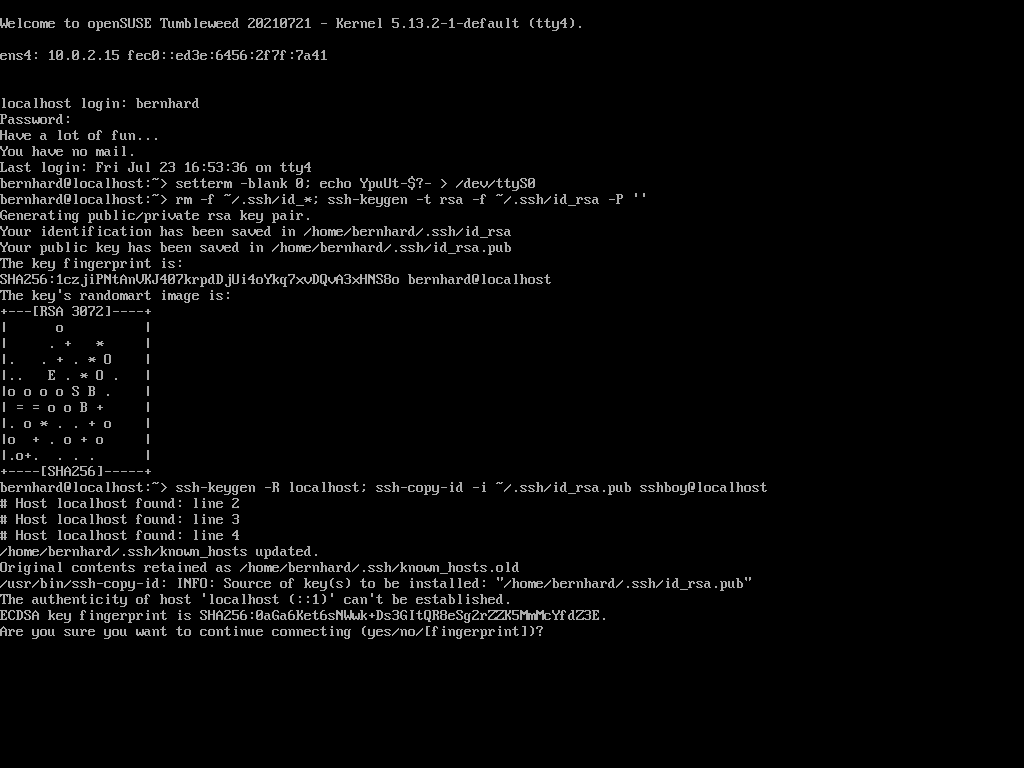 Welcome to openSUSE Tumbleweed 20210721 - Kernel 5.13.2-1-default (tty4).
ens4: 10.0.2.15 fec0::ed3e:6456:2f7f:7a41
localhost login: bernhard
Password:
Have a lot of fun...
You have no mail.
Last login: Fri Jul 23 16:53:36 on tty4
bernhard@localhost:~> setterm -blank 0; echo YpuUt-$?- > /dev/ttyS0
bernhard@localhost:~> rm -f ~/.ssh/id_*; ssh-keygen -t rsa -f ~/.ssh/id_rsa -P ''
Generating public/private rsa key pair.
Your identification has been saved in /home/bernhard/.ssh/id_rsa
Your public key has been saved in /home/bernhard/.ssh/id_rsa.pub
The key fingerprint is:
SHA256:1czjiPNtAnVKJ407krpdDjUi4oYkq7xvDQvA3xHNS8o bernhard@localhost
The key's randomart image is:
+---[RSA 3072]----+
|      o          |
|     . +   *     |
|.   . + . * O    |
|..   E . * O .   |
|o o o o S B .    |
| = = o o B +     |
|. o * . . + o    |
|o  + . o + o     |
|.o+.  . . .      |
+----[SHA256]-----+
bernhard@localhost:~> ssh-keygen -R localhost; ssh-copy-id -i ~/.ssh/id_rsa.pub sshboy@localhost
# Host localhost found: line 2
# Host localhost found: line 3
# Host localhost found: line 4
/home/bernhard/.ssh/known_hosts updated.
Original contents retained as /home/bernhard/.ssh/known_hosts.old
/usr/bin/ssh-copy-id: INFO: Source of key(s) to be installed: "/home/bernhard/.ssh/id_rsa.pub"
The authenticity of host 'localhost (::1)' can't be established.
ECDSA key fingerprint is SHA256:0aGa6Ket6sNWwk+Ds3GItQR8eSg2rZZK5MmMcYfdZ3E.
Are you sure you want to continue connecting (yes/no/[fingerprint])?